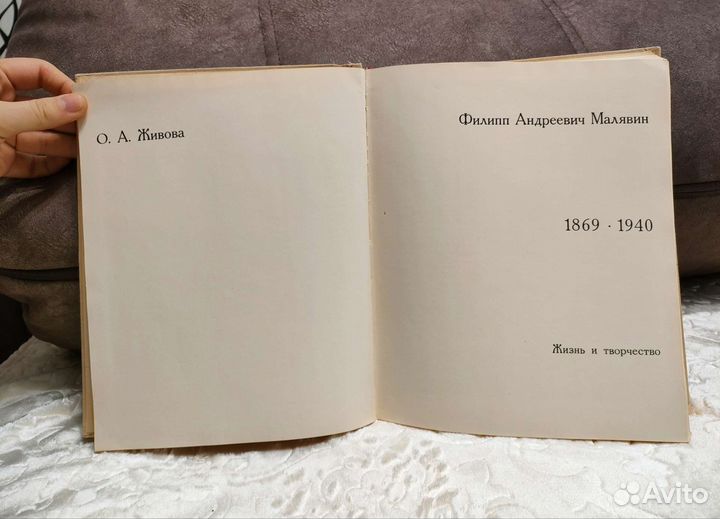 О. А. Живова
Филипп Андреевич Малявин
1869 · 1940
Жизнь и творчество
Avito